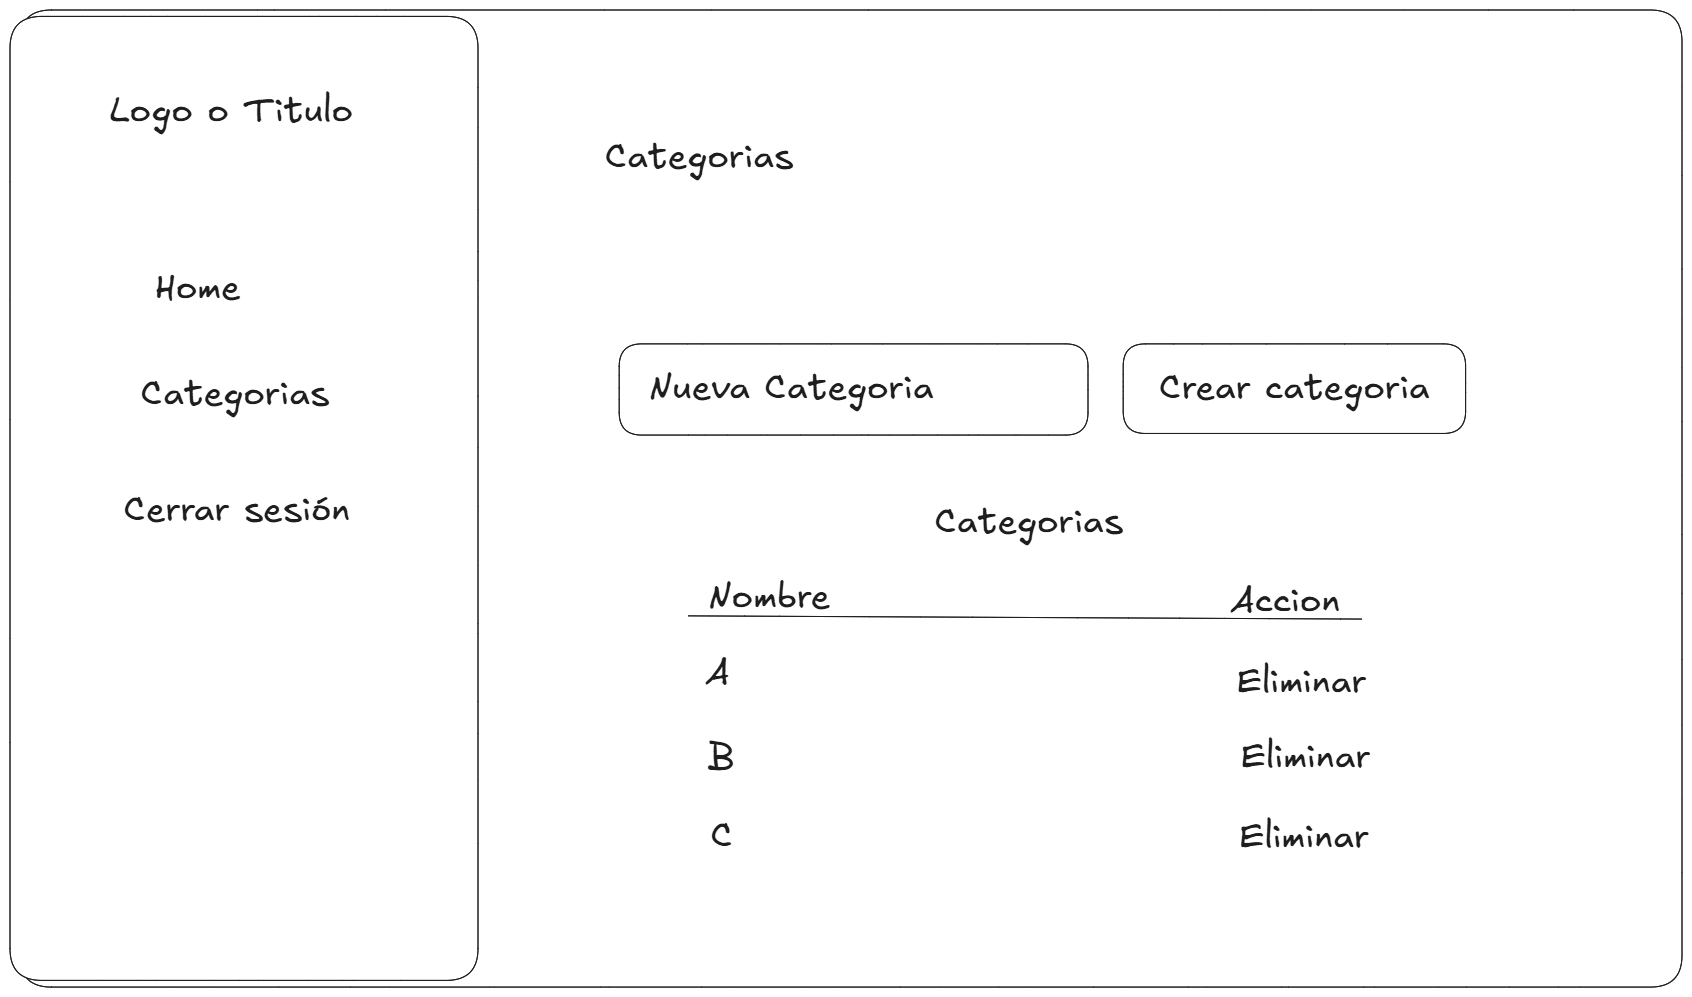 Logo o Titulo
Home
Categorias
Cerrar sesión
Categorias
Nueva Categoria
Crear categoria
Categorias
Nombre
Accion
A
Eliminar
B
Eliminar
C
Eliminar